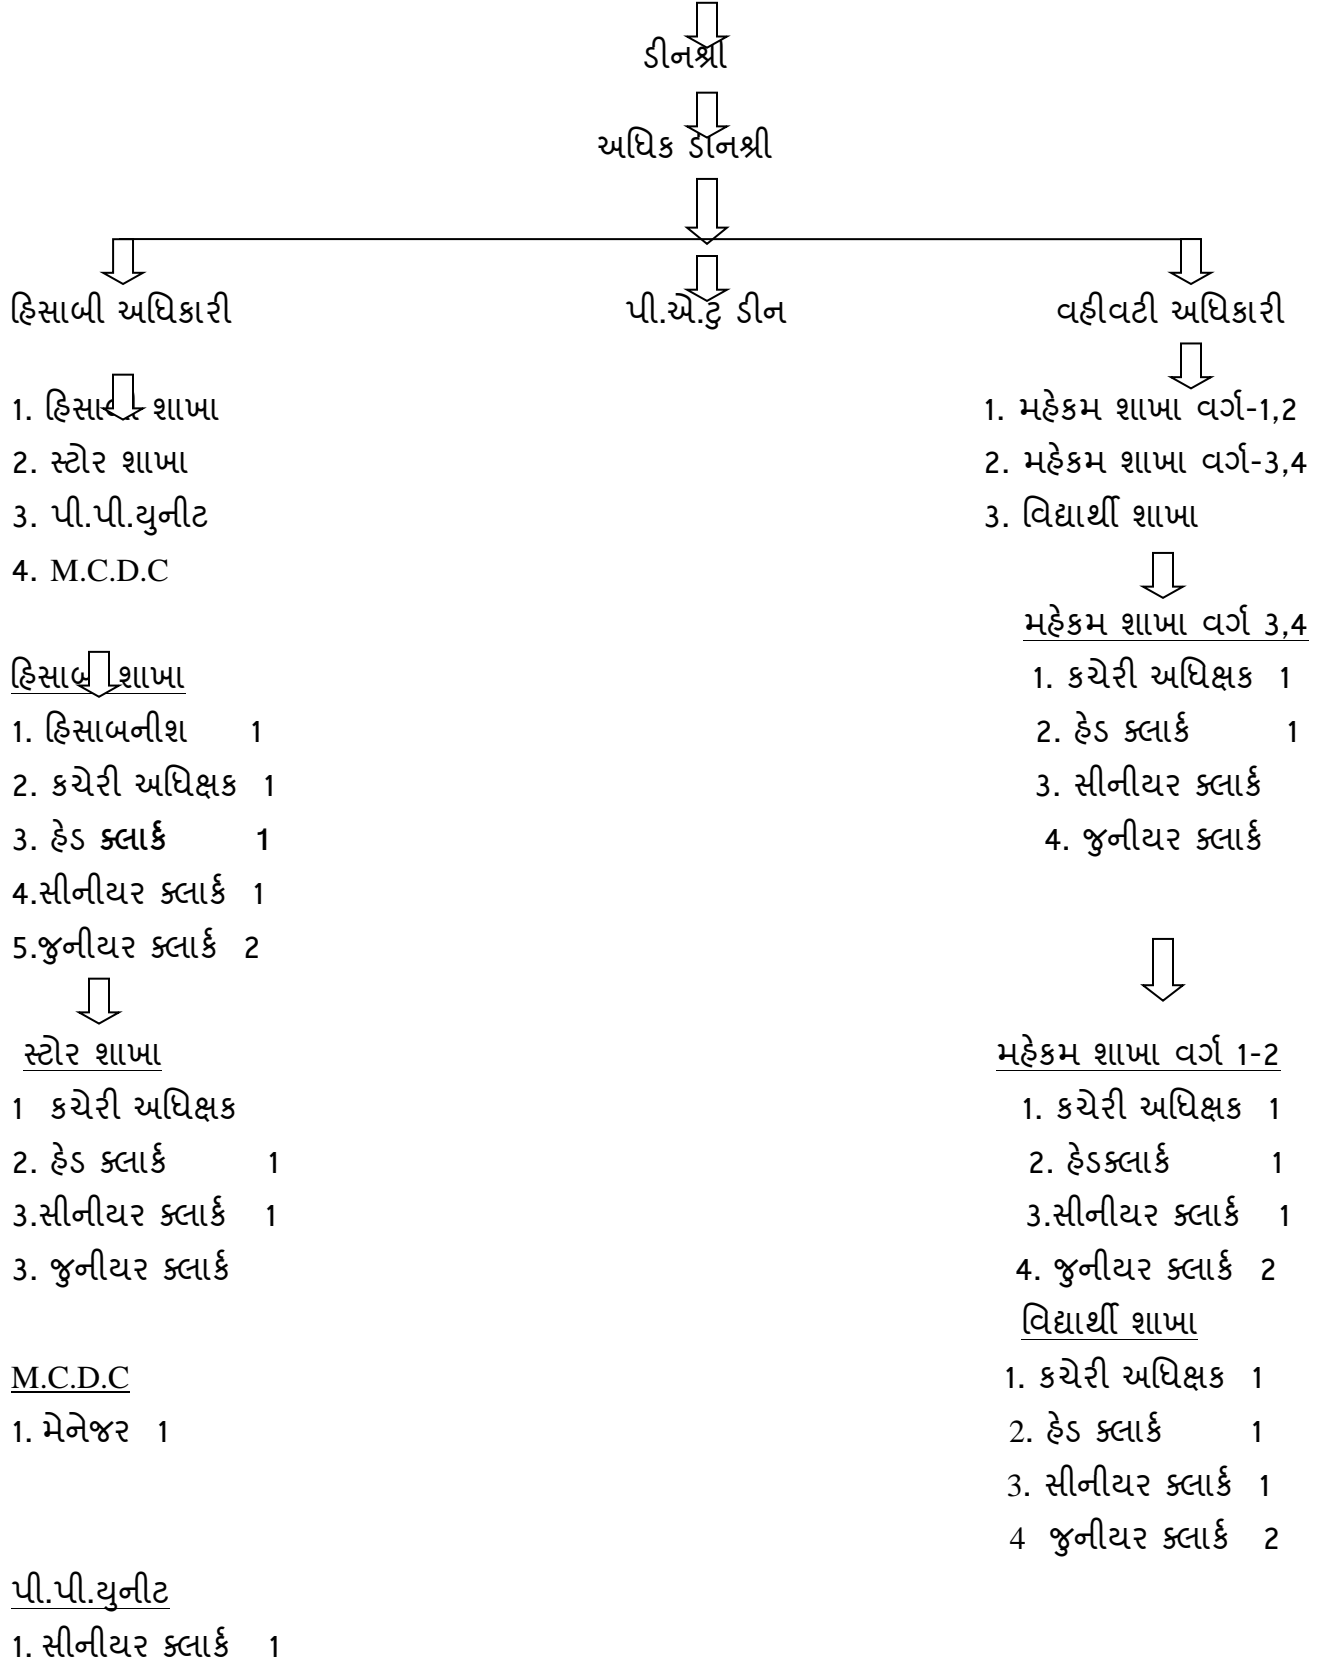 ડીનશ્રી
અધિક ડીનશ્રી
હિસાબી અધિકારી પી.એ.ટુ ડીન વહીવટી અધિકારી
1. હિસાબી શાખા 1. મહેકમ શાખા વર્ગ-1,2
2. સ્ટોર શાખા 2. મહેકમ શાખા વર્ગ-3,4
3. પી.પી.યુનીટ 3. વિદ્યાર્થી શાખા
4. M.C.D.C
મહેકમ શાખા વર્ગ 3,4
હિસાબી શાખા 1. કચેરી અધિક્ષક 1
1. હિસાબનીશ 1 2. હેડ ક્લાર્ક 1
2. કચેરી અધિક્ષક 1 3. સીનીયર ક્લાર્ક
3. હેડ ક્લાર્ક 1 4. જુનીયર ક્લાર્ક
4.સીનીયર ક્લાર્ક 1
5.જુનીયર ક્લાર્ક 2
સ્ટોર શાખા મહેકમ શાખા વર્ગ 1-2
1 કચેરી અધિક્ષક 1. કચેરી અધિક્ષક 1
2. હેડ ક્લાર્ક 1 2. હેડક્લાર્ક 1
3.સીનીયર ક્લાર્ક 1 3.સીનીયર ક્લાર્ક 1
3. જુનીયર ક્લાર્ક 4. જુનીયર ક્લાર્ક 2
વિદ્યાર્થી શાખા
M.C.D.C 1. કચેરી અધિક્ષક 1
1. મેનેજર 1 2. હેડ ક્લાર્ક 1
3. સીનીયર ક્લાર્ક 1
4 જુનીયર ક્લાર્ક 2
પી.પી.યુનીટ
1. સીનીયર ક્લાર્ક 1